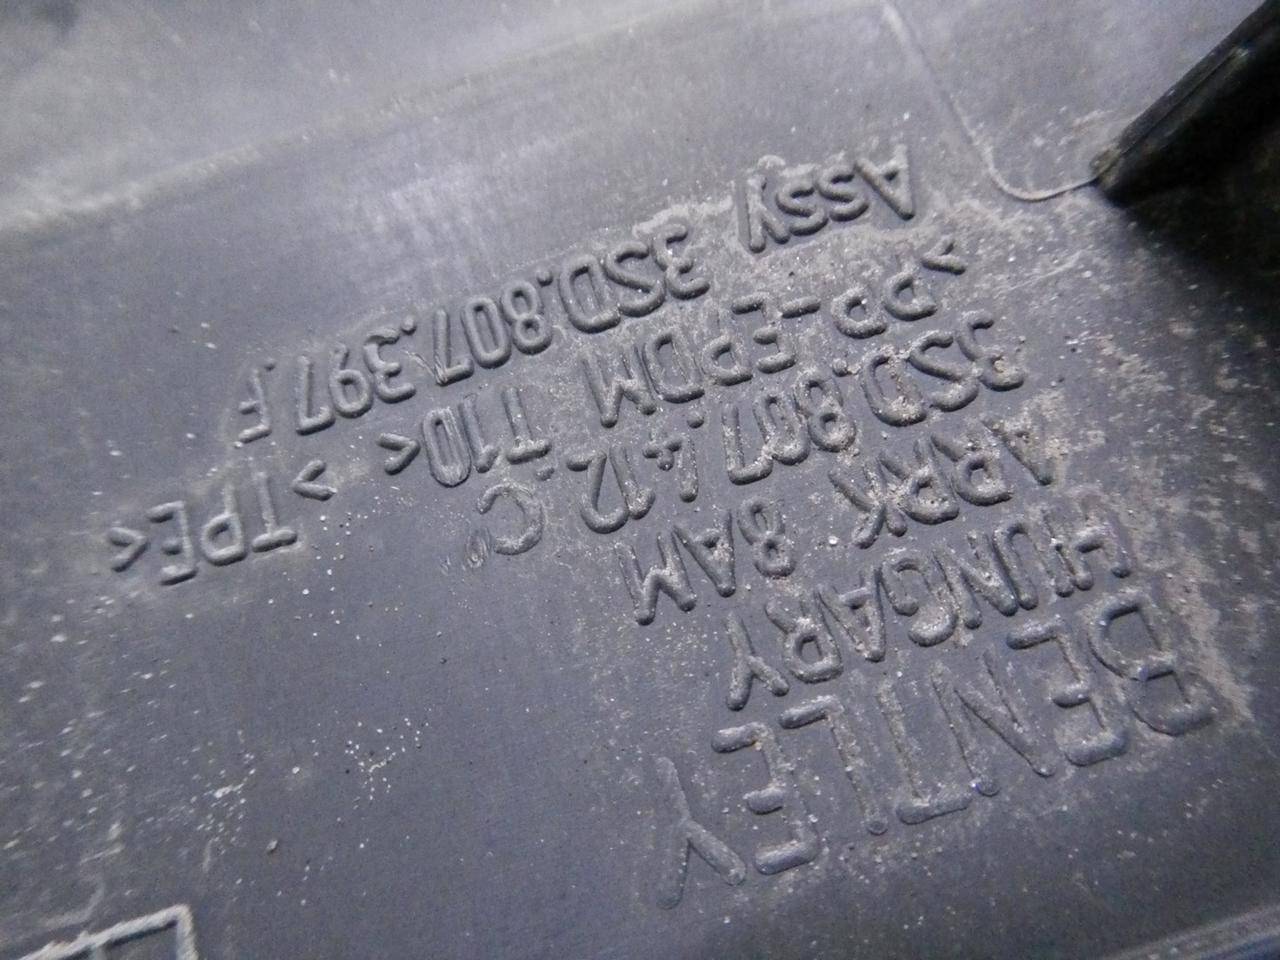 BENTLEY
HUNGARY
ARRK 8AM
3SD.807.412.C
>PP-EPDM T10< >TPE<
ASSY 3SD.807.397.F